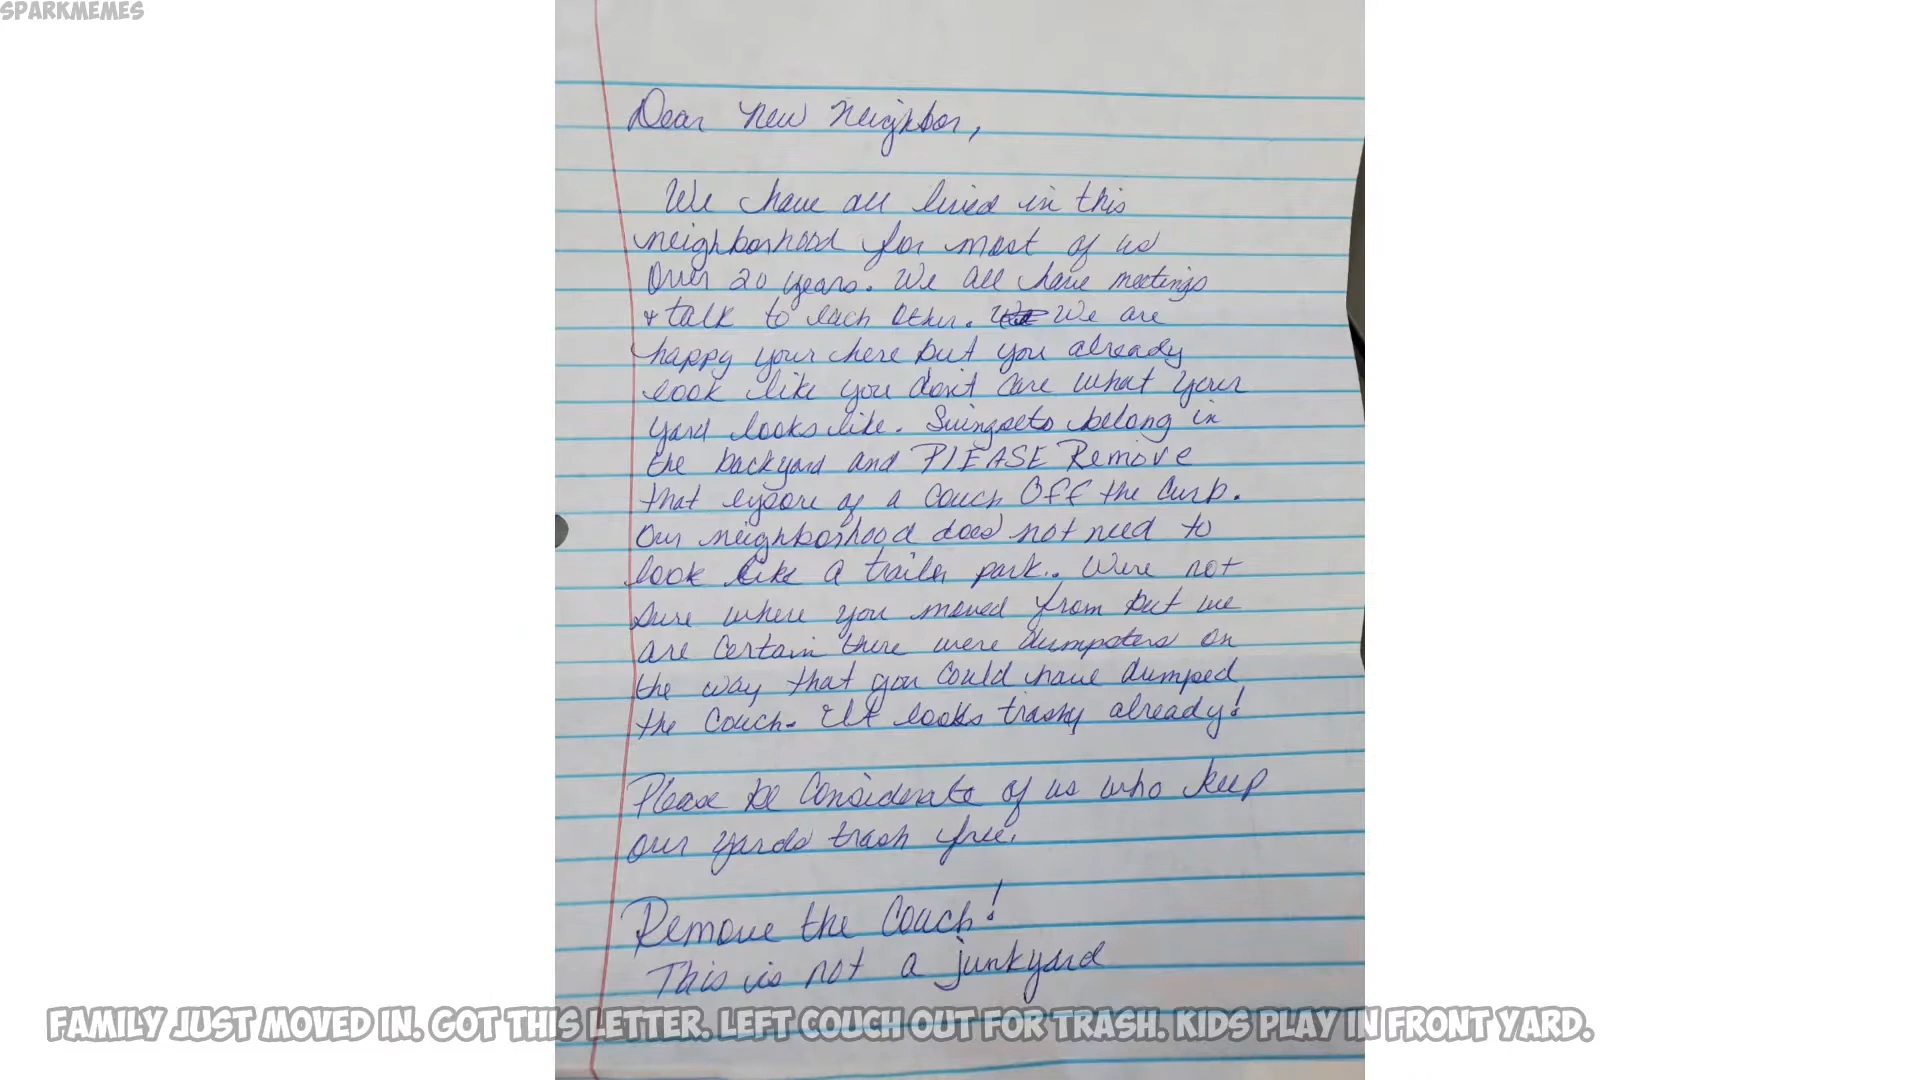 SPARKMEMES
Dear new neighbor,
We have all lived in this
neighborhood for most of us
over 20 years. We all have meetings
& talk to each other. We are
happy your here but you already
look like you don't care what your
yard looks like. Swingsets belong in
the backyard and PLEASE Remove
that eyesore of a couch OFF the curb.
Our neighborhood does not need to
look like a trailer park. Were not
sure where you moved from but we
are certain there were dumpsters on
the way that you could have dumped
the couch. It looks trashy already!
Please be considerate of us who keep
our yards trash free.
Remove the couch!
This is not a junkyard
FAMILY JUST MOVED IN. GOT THIS LETTER. LEFT COUCH OUT FOR TRASH. KIDS PLAY IN FRONT YARD.